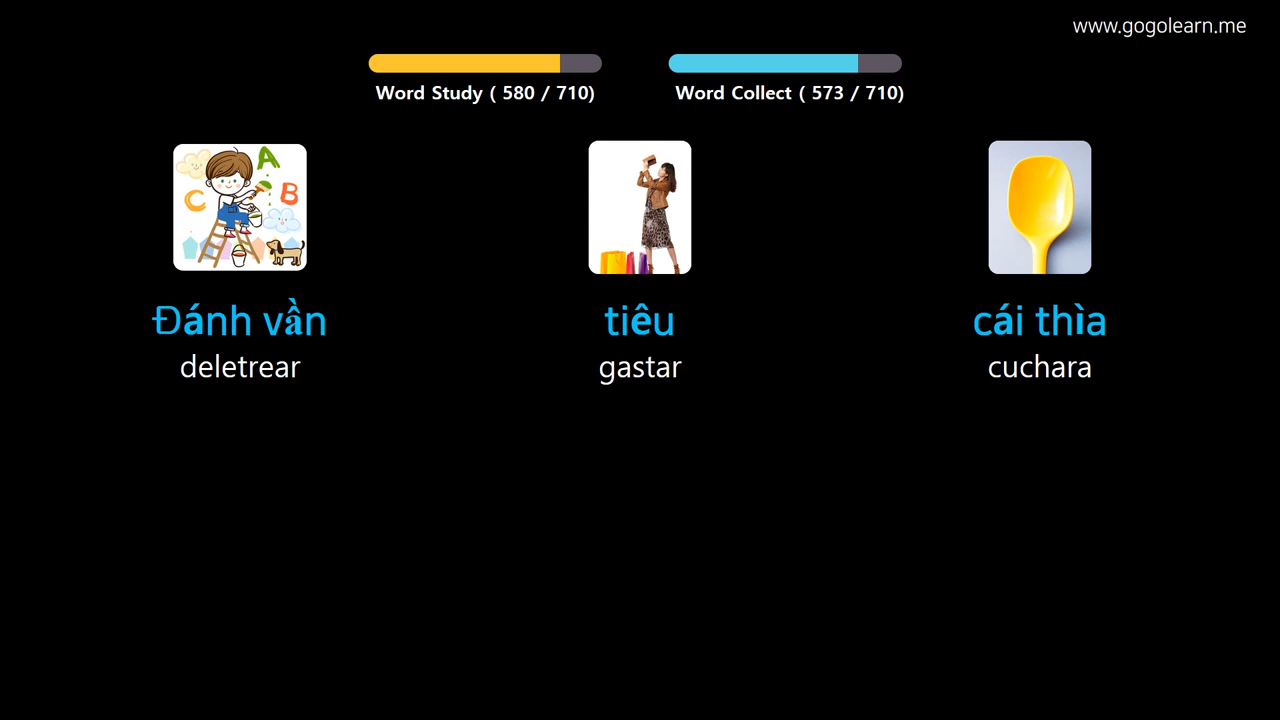 www.gogolearn.me
Word Study ( 580 / 710)
Word Collect ( 573 / 710)
A
C
B
Đánh vần
deletrear
tiêu
gastar
cái thìa
cuchara